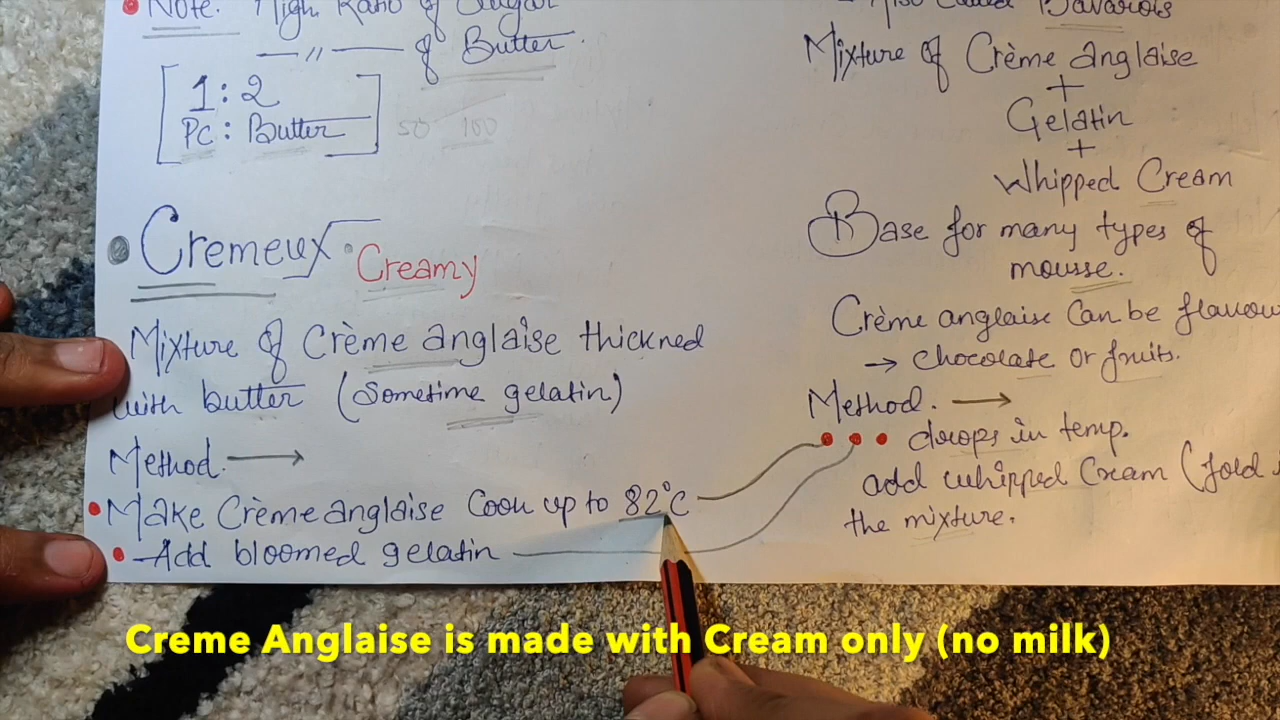 Note. High Ratio of Sugar
— 〃 — of Butter.
1 : 2
PC : Butter
50 100
Cremeux
Creamy
Mixture of Crème anglaise thickned
with butter (Sometime gelatin)
Method. →
Make Crème anglaise Cook up to 82°C
- Add bloomed gelatin
- Also Called Bavarois
Mixture of Crème anglaise
+
Gelatin
+
Whipped Cream
Base for many types of
mousse.
Crème anglaise Can be flavou
→ chocolate or fruits.
Method. →
drops in temp.
add whipped Cream (fold
the mixture.
Creme Anglaise is made with Cream only (no milk)